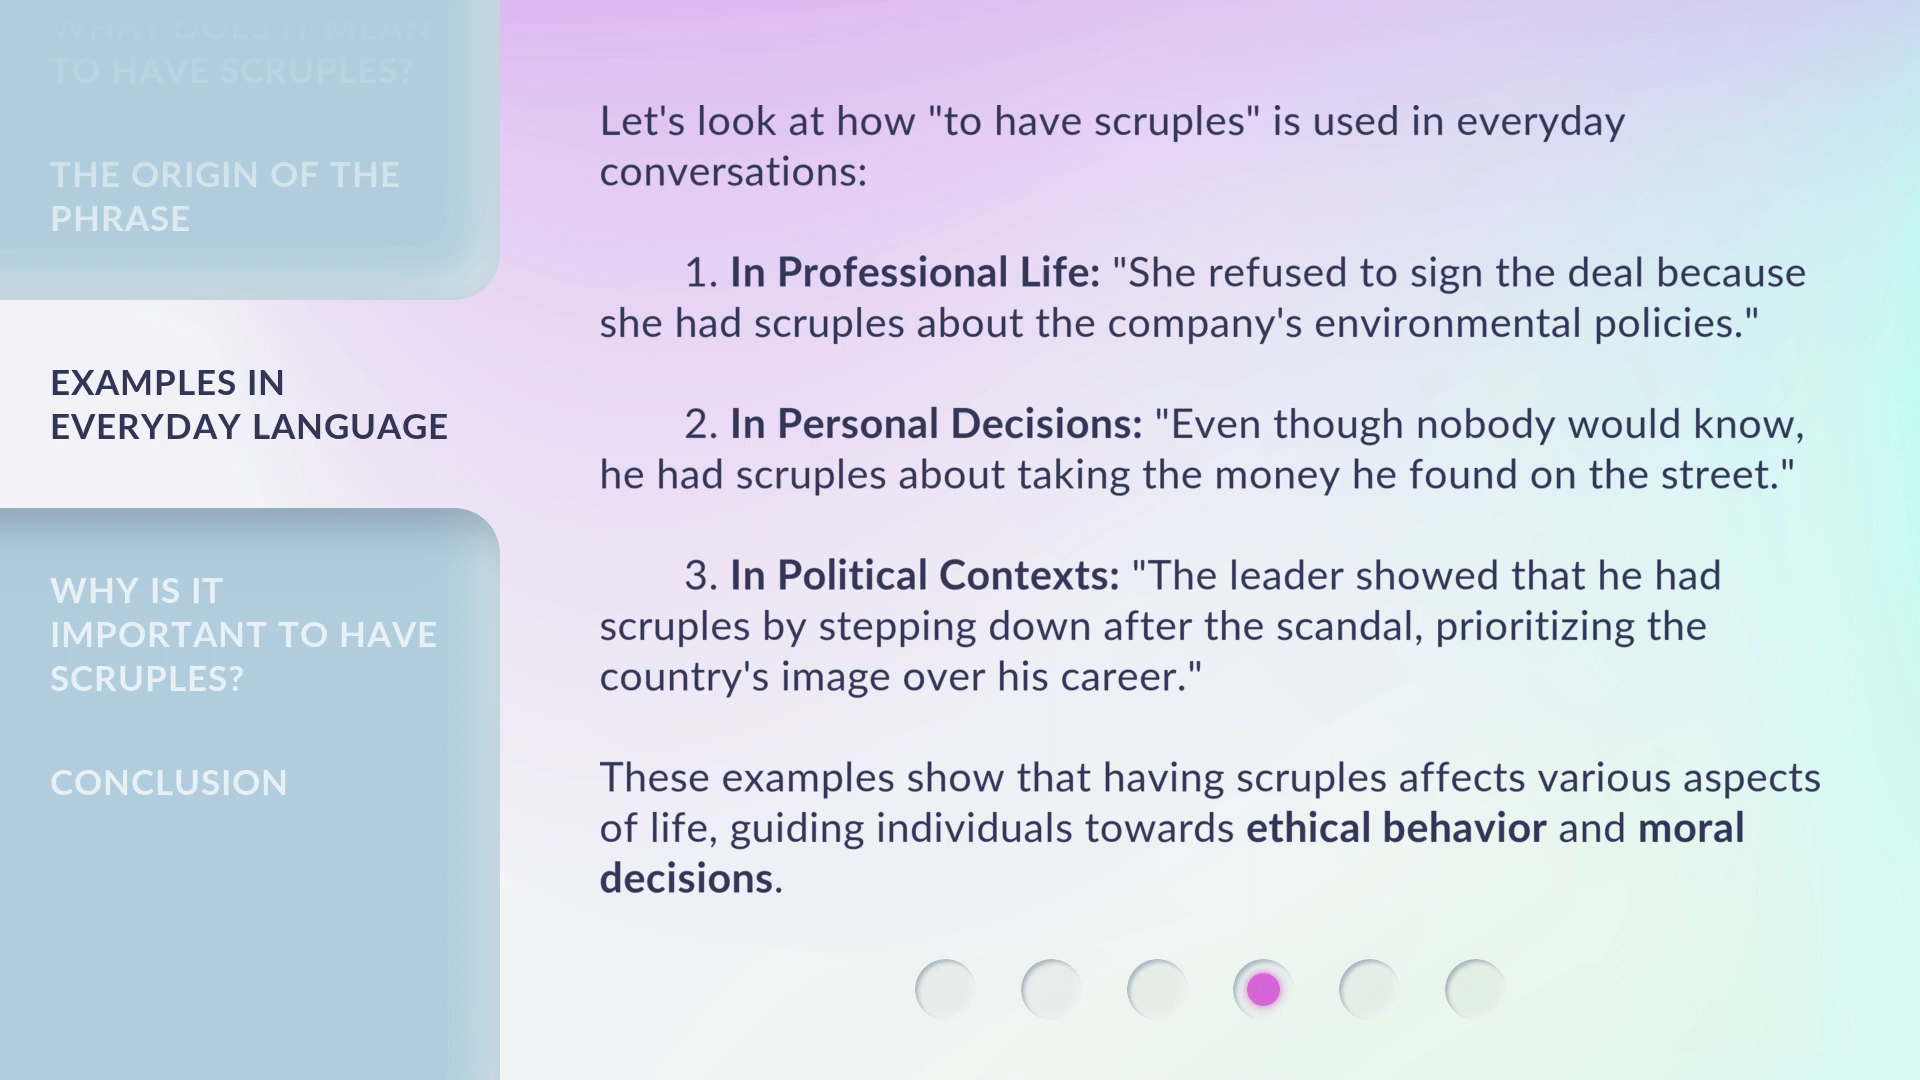 WHAT DOES IT MEAN
TO HAVE SCRUPLES?
THE ORIGIN OF THE
PHRASE
EXAMPLES IN
EVERYDAY LANGUAGE
WHY IS IT
IMPORTANT TO HAVE
SCRUPLES?
CONCLUSION
Let's look at how "to have scruples" is used in everyday
conversations:
1. In Professional Life: "She refused to sign the deal because
she had scruples about the company's environmental policies."
2. In Personal Decisions: "Even though nobody would know,
he had scruples about taking the money he found on the street."
3. In Political Contexts: "The leader showed that he had
scruples by stepping down after the scandal, prioritizing the
country's image over his career."
These examples show that having scruples affects various aspects
of life, guiding individuals towards ethical behavior and moral
decisions.